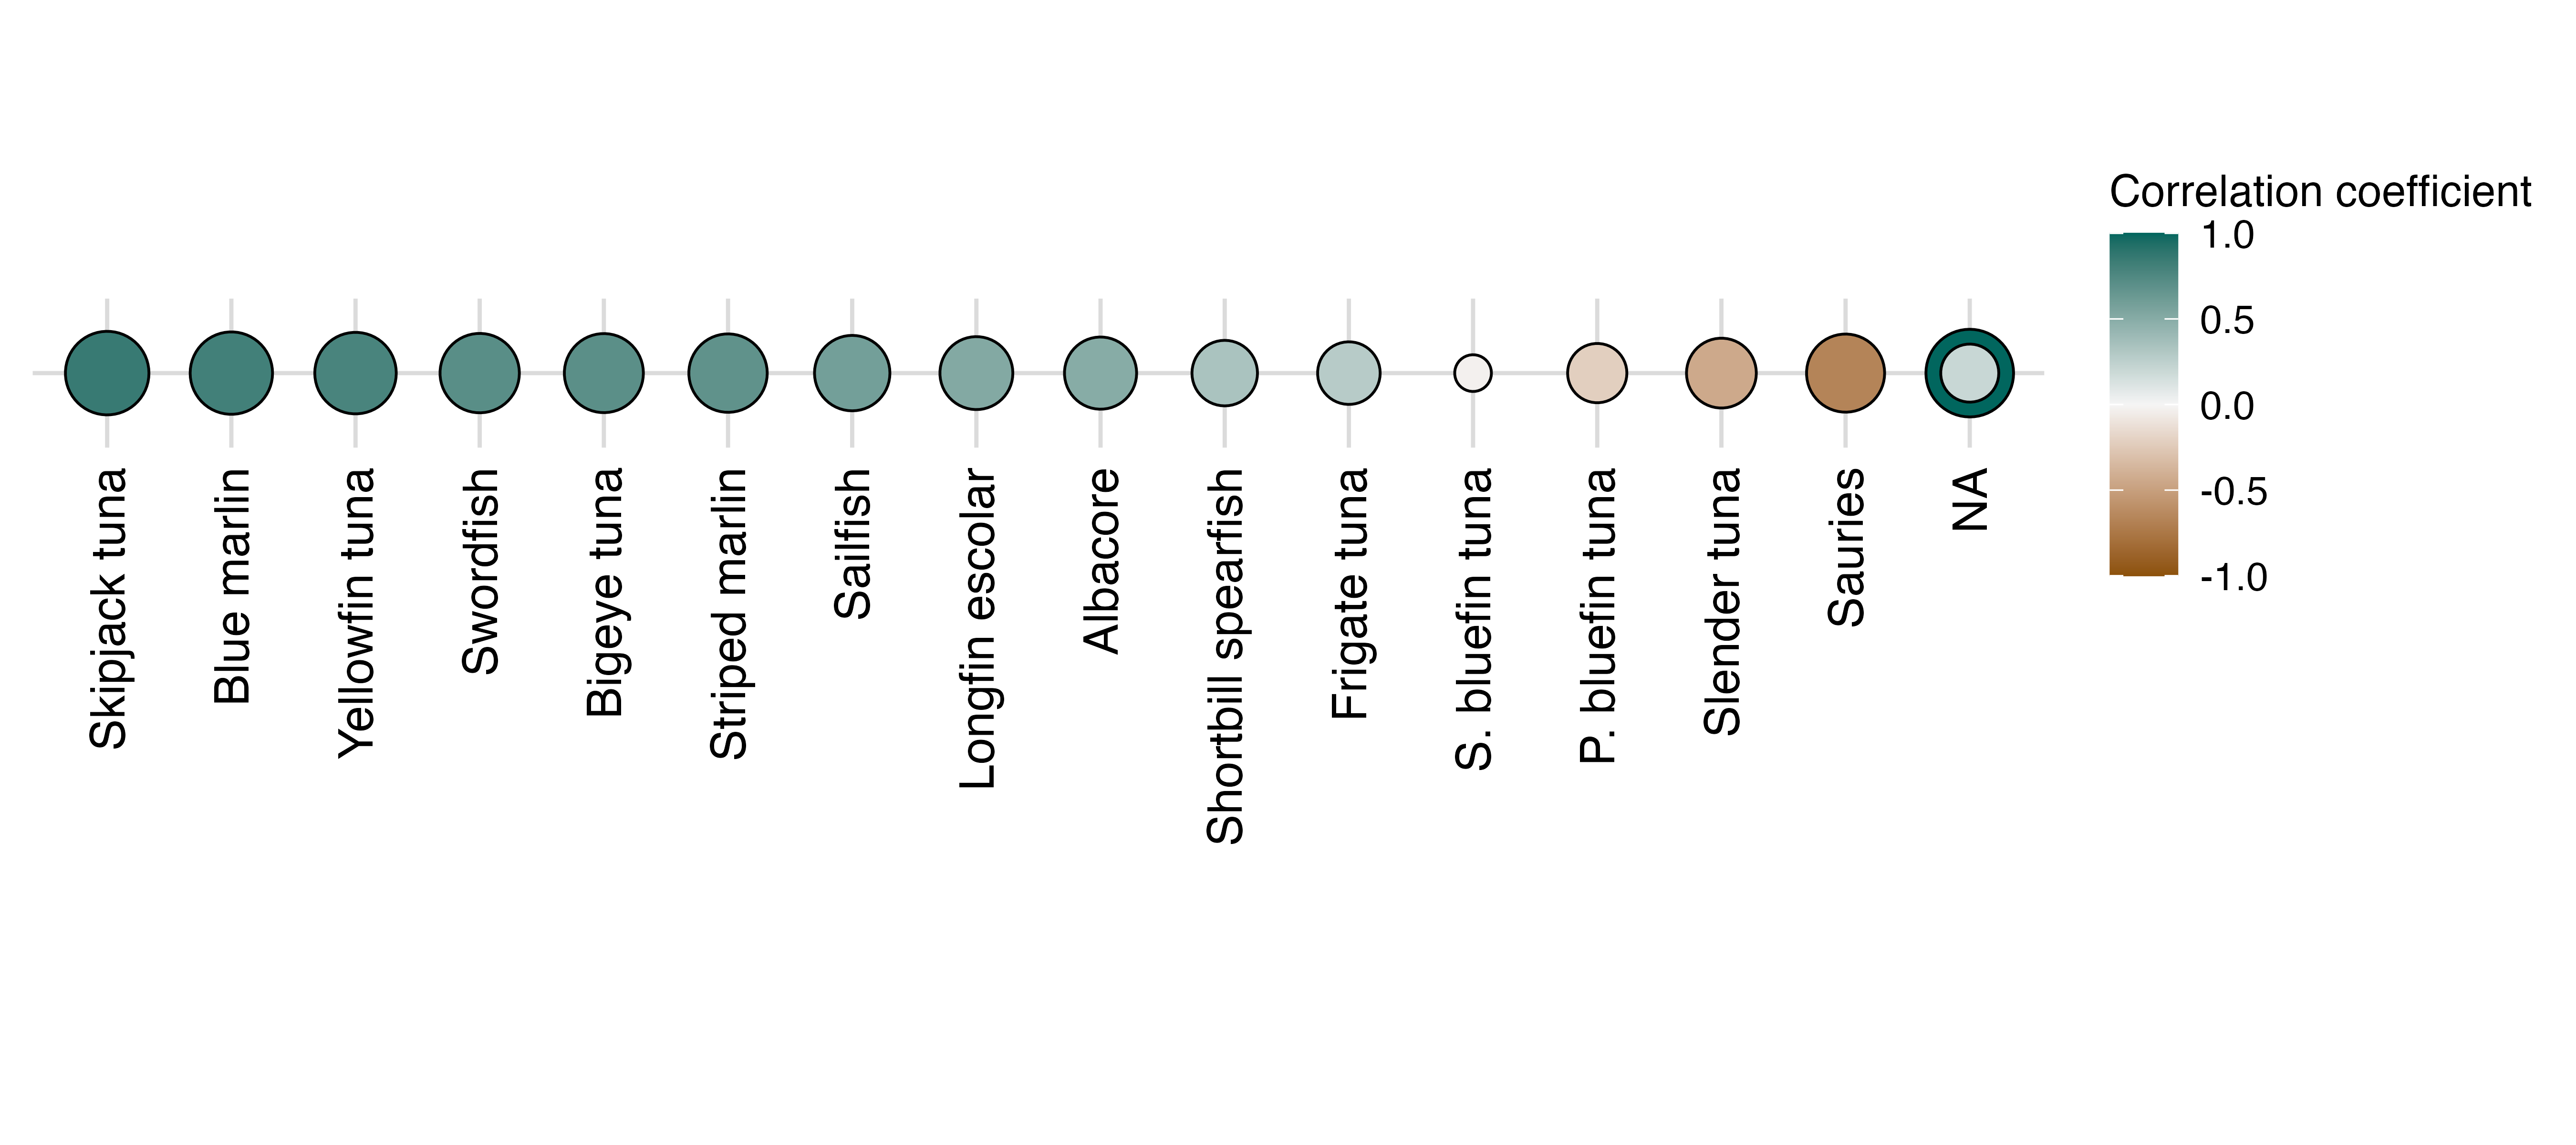 Correlation coefficient
1.0
0.5
0.0
-0.5
-1.0
Skipjack tuna
Blue marlin
Yellowfin tuna
Swordfish
Bigeye tuna
Striped marlin
Sailfish
Longfin escolar
Albacore
Shortbill spearfish
Frigate tuna
S. bluefin tuna
P. bluefin tuna
Slender tuna
Sauries
NA